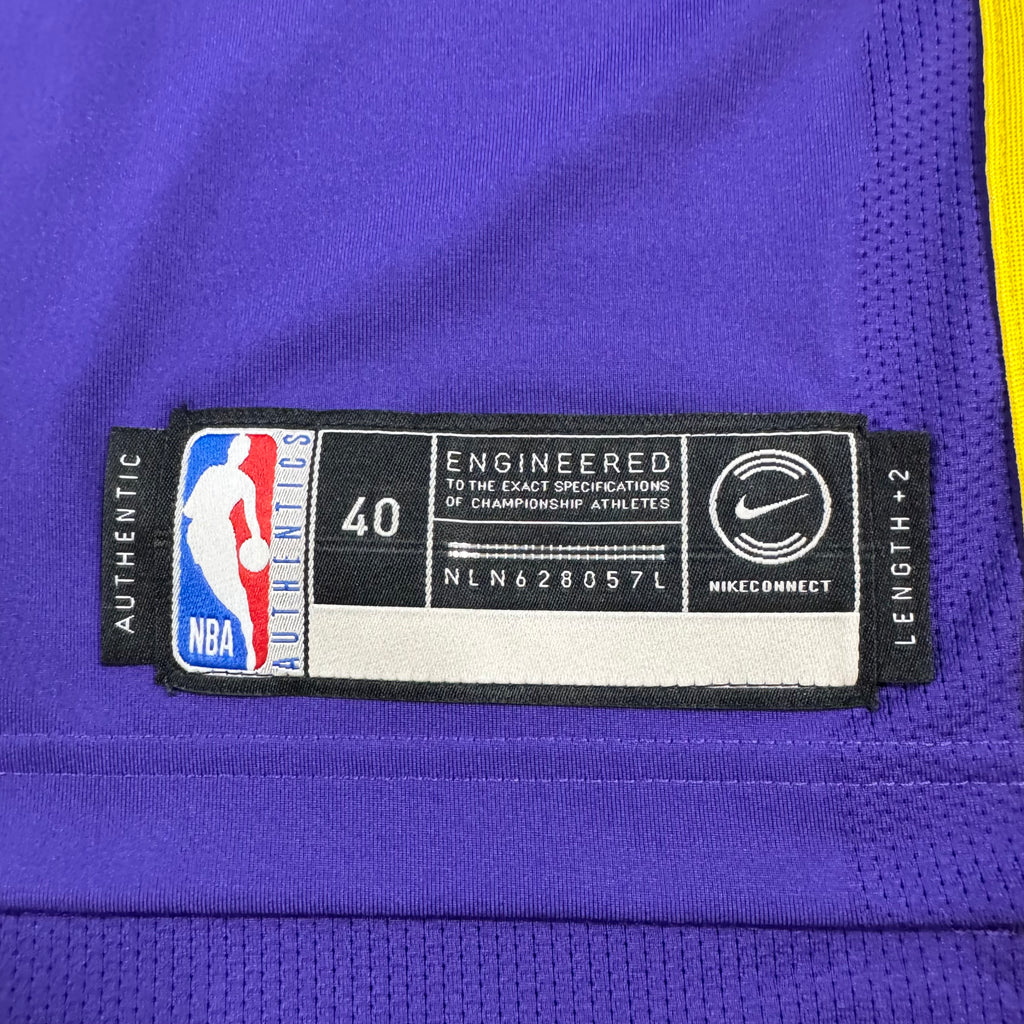 AUTHENTIC
NBA
AUTHENTICS
40
ENGINEERED
TO THE EXACT SPECIFICATIONS
OF CHAMPIONSHIP ATHLETES
NLN628057L
NIKECONNECT
LENGTH +2